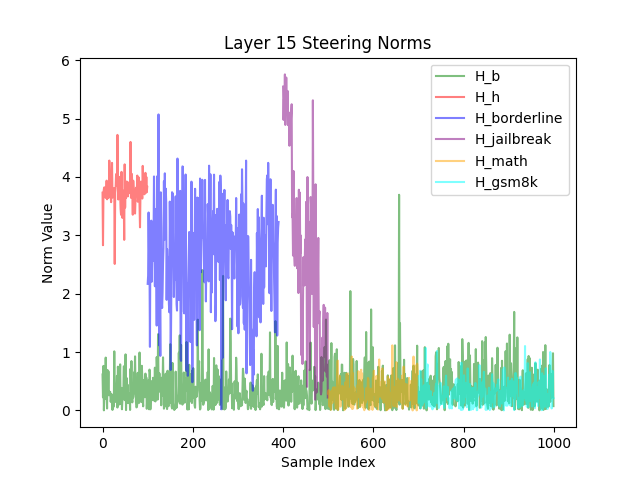 Layer 15 Steering Norms
Norm Value
6
5
4
3
2
1
0
H_b
H_h
H_borderline
H_jailbreak
H_math
H_gsm8k
0
200
400
600
800
1000
Sample Index